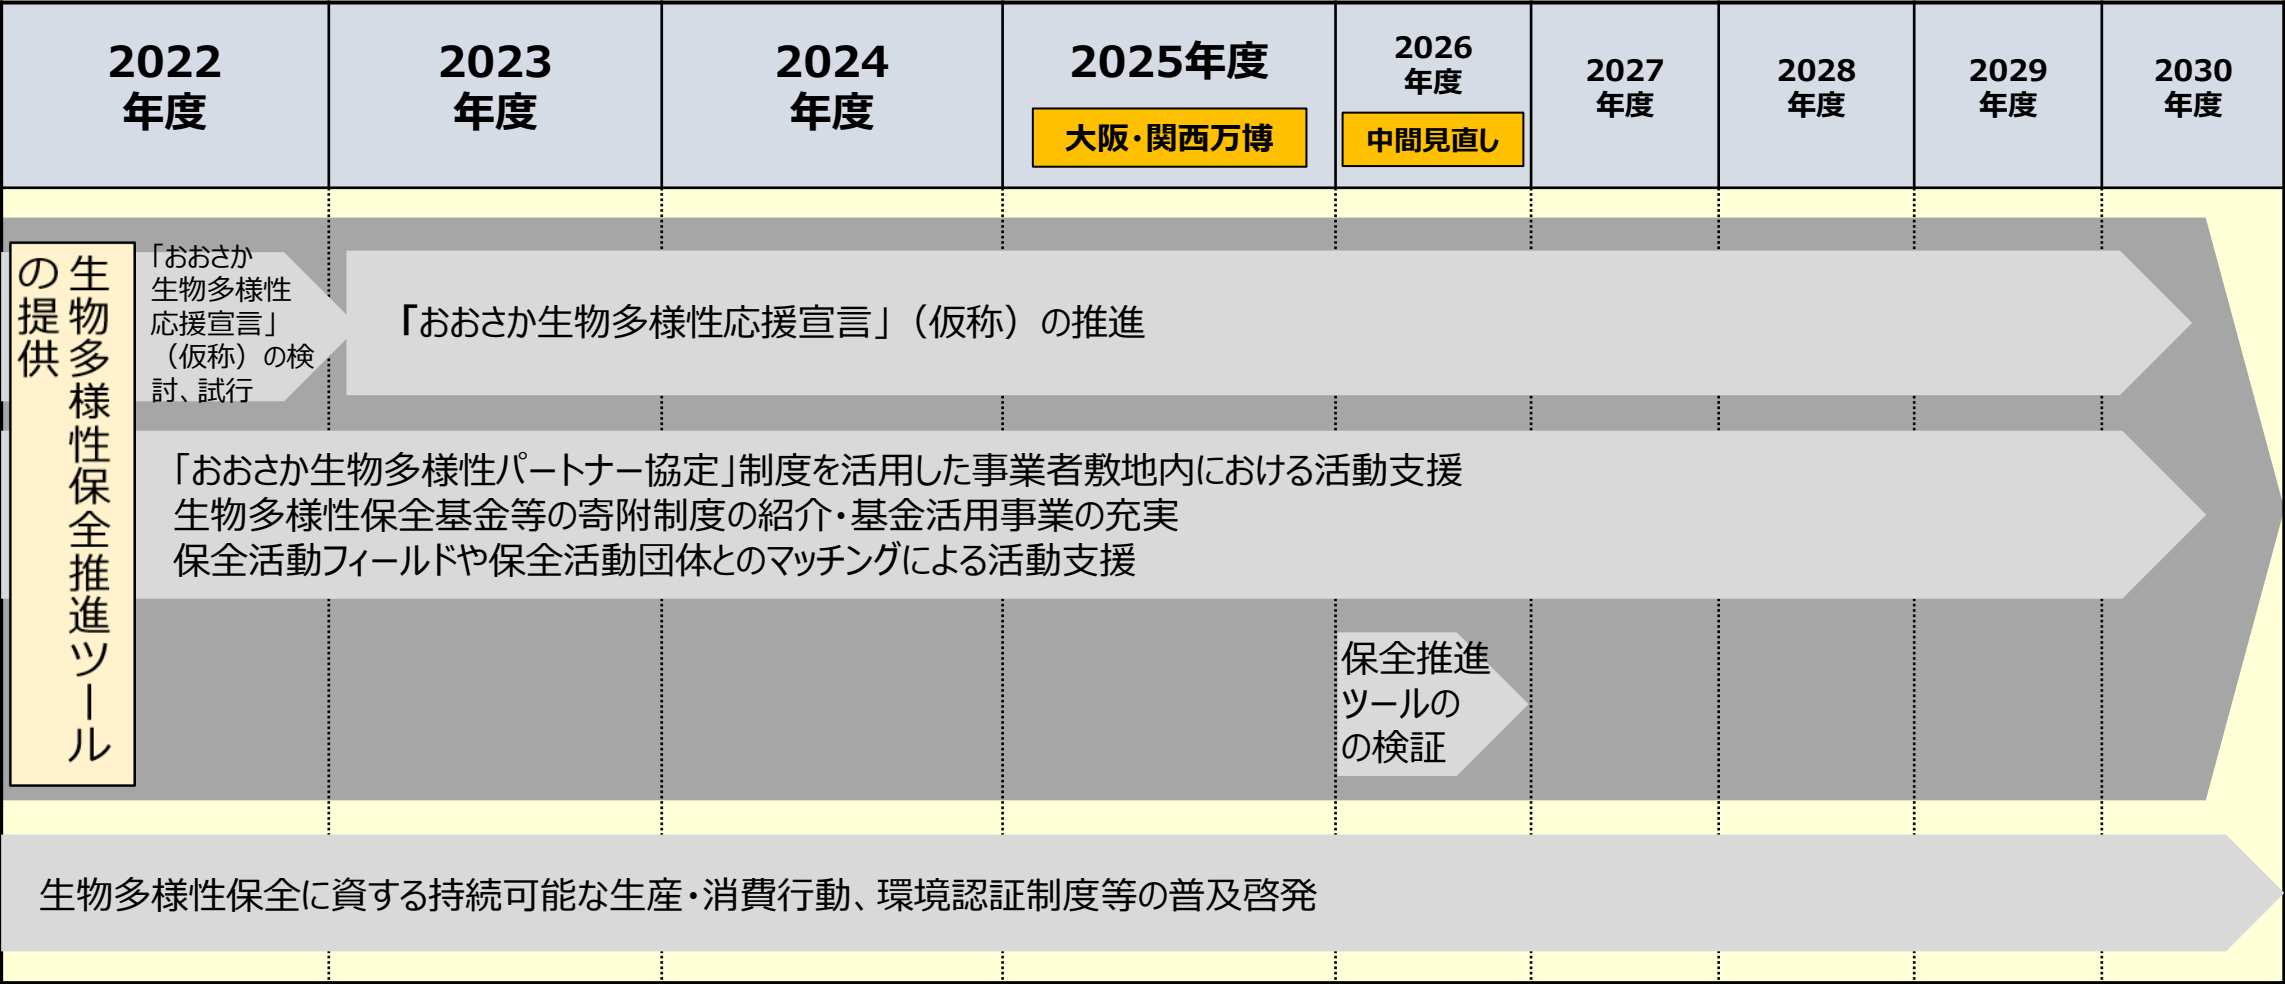 2022
年度
2023
年度
2024
年度
2025年度
大阪・関西万博
2026
年度
中間見直し
2027
年度
2028
年度
2029
年度
2030
年度
生物多様性保全推進ツール
の提供
「おおさか
生物多様性
応援宣言」
（仮称）の検
討、試行
「おおさか生物多様性応援宣言」（仮称）の推進
「おおさか生物多様性パートナー協定」制度を活用した事業者敷地内における活動支援
生物多様性保全基金等の寄附制度の紹介・基金活用事業の充実
保全活動フィールドや保全活動団体とのマッチングによる活動支援
保全推進
ツールの
の検証
生物多様性保全に資する持続可能な生産・消費行動、環境認証制度等の普及啓発